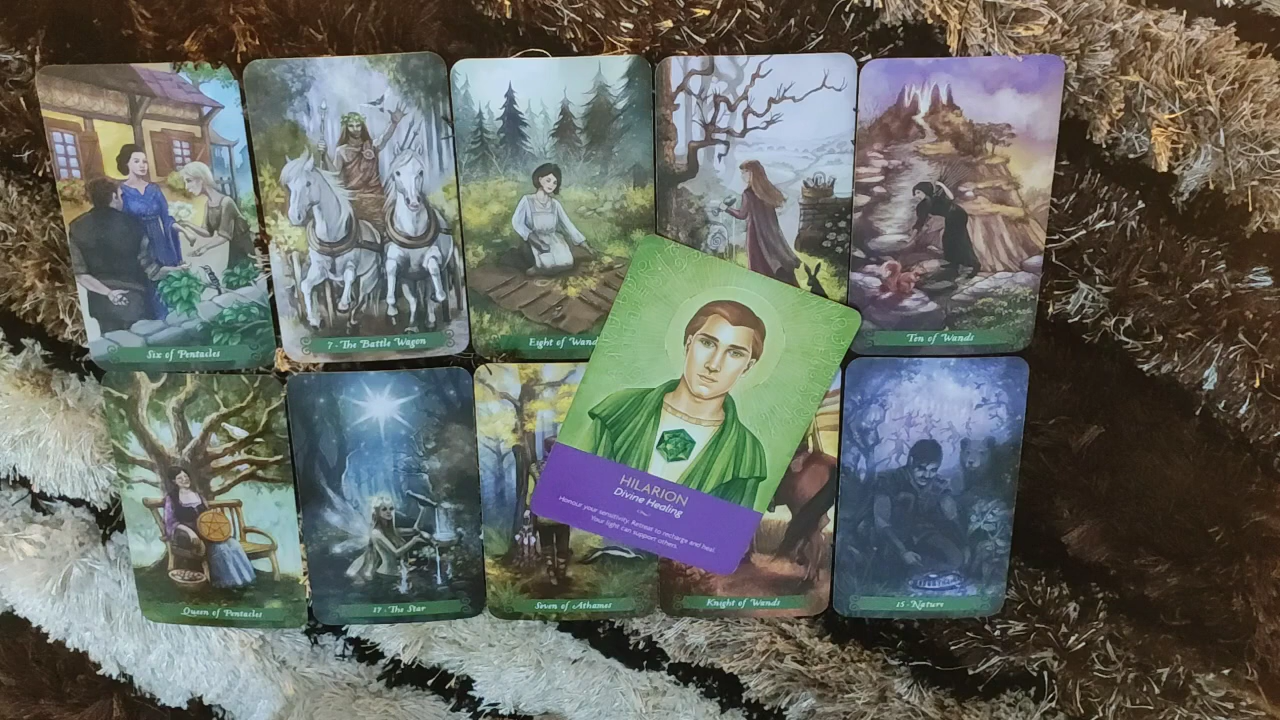 Six of Pentacles
7 - The Battle Wagon
Eight of Wand
Ten of Wands
HILARION
Divine Healing
Honour your sensitivity. Retreat to recharge and heal.
Your light can support others.
Queen of Pentacles
17 - The Star
Seven of Athames
Knight of Wands
15 - Nature